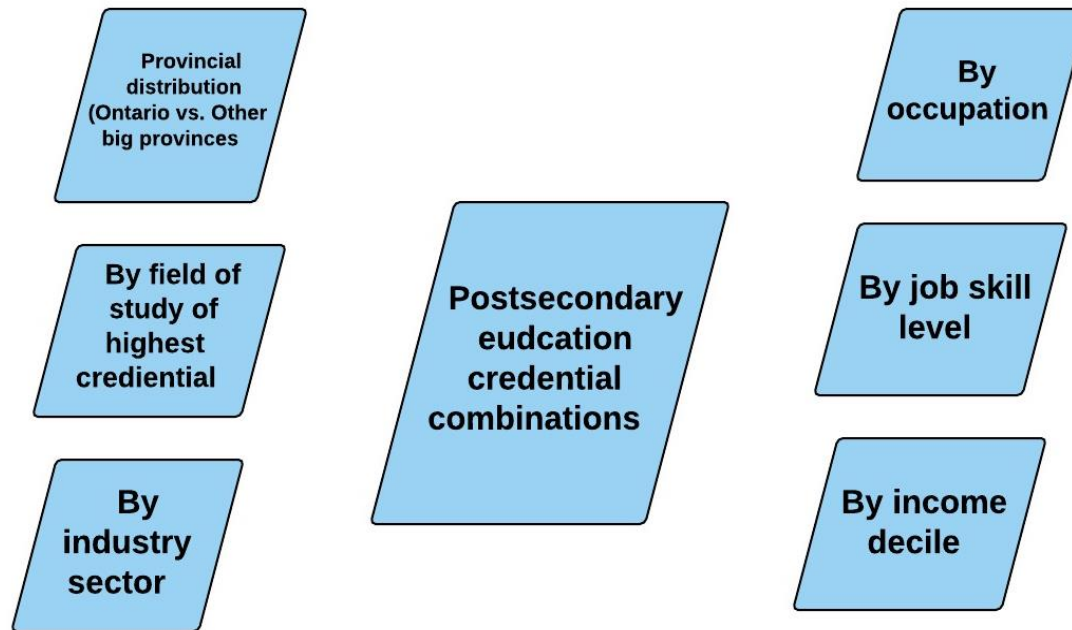 Provincial
distribution
(Ontario vs. Other
big provinces
By field of
study of
highest
crediential
By
industry
sector
Postsecondary
eudcation
credential
combinations
By
occupation
By job skill
level
By income
decile